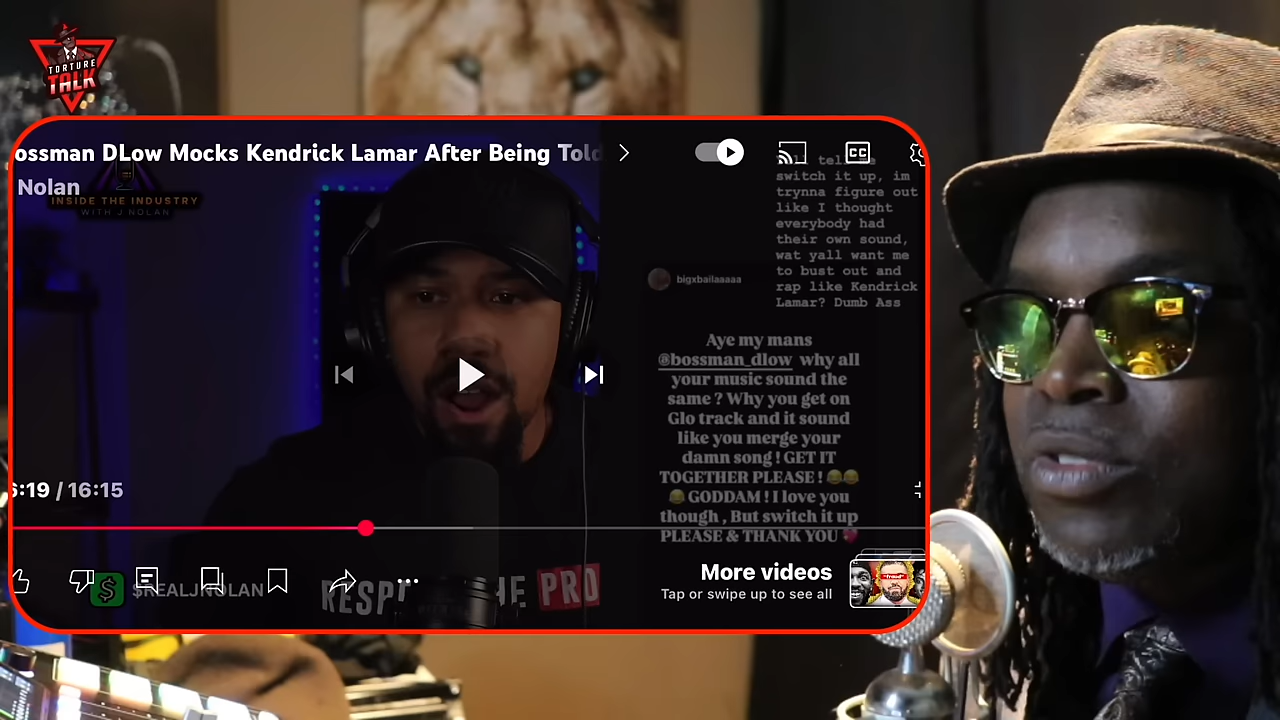 TORTURE
TALK
ossman DLow Mocks Kendrick Lamar After Being Told
Nolan
INSIDE THE INDUSTRY
WITH J NOLAN
CC
switch it up, im
trynna figure out
like I thought
everybody had
their own sound,
wat yall want me
to bust out and
rap like Kendrick
Lamar? Dumb Ass
bigxbailaaaaa
Aye my mans
@bossman_dlow why all
your music sound the
same ? Why you get on
Glo track and it sound
like you merge your
damn song ! GET IT
TOGETHER PLEASE ! 😂😂
😂 GODDAM ! I love you
though , But switch it up
PLEASE & THANK YOU 💗
6:19 / 16:15
$REALJNOLAN
PRO
More videos
Tap or swipe up to see all